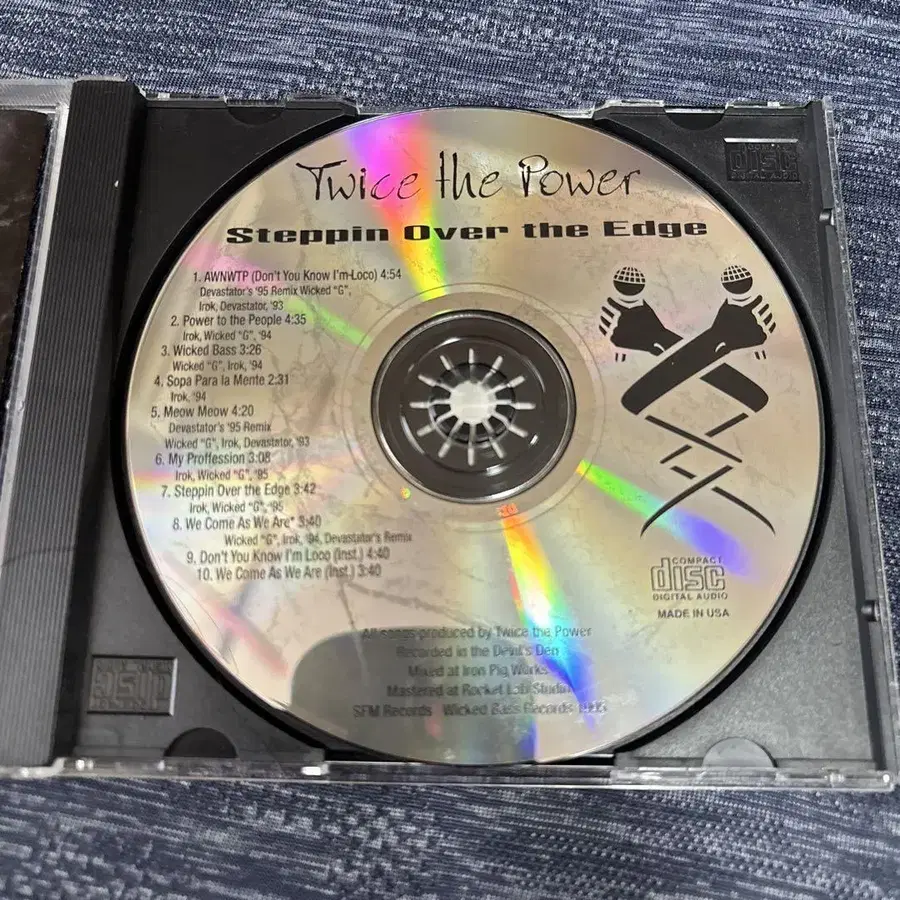 Twice the Power
Steppin Over the Edge
1. AWNWTP (Don't You Know I'm Loco) 4:54
Devastator's '95 Remix Wicked "G",
Irok, Devastator, '93
2. Power to the People 4:35
Irok, Wicked "G", '94
3. Wicked Bass 3:26
Wicked "G", Irok, '94
4. Sopa Para la Mente 2:31
Irok, '94
5. Meow Meow 4:20
Devastator's '95 Remix
Wicked "G", Irok, Devastator, '93
6. My Proffession 3:08
Irok, Wicked "G", '95
7. Steppin Over the Edge 3:42
Irok, Wicked "G", '95
8. We Come As We Are* 3:40
Wicked "G", Irok, '94, Devastator's Remix
9. Don't You Know I'm Loco (Inst.) 4:40
10. We Come As We Are (Inst.) 3:40
COMPACT
disc
DIGITAL AUDIO
MADE IN USA
All songs produced by Twice the Power
Recorded in the Devil's Den
Mixed at Iron Pig Works
Mastered at Rocket Lab Studio
SFM Records Wicked Bass Records
disc
DIGITAL AUDIO
disc